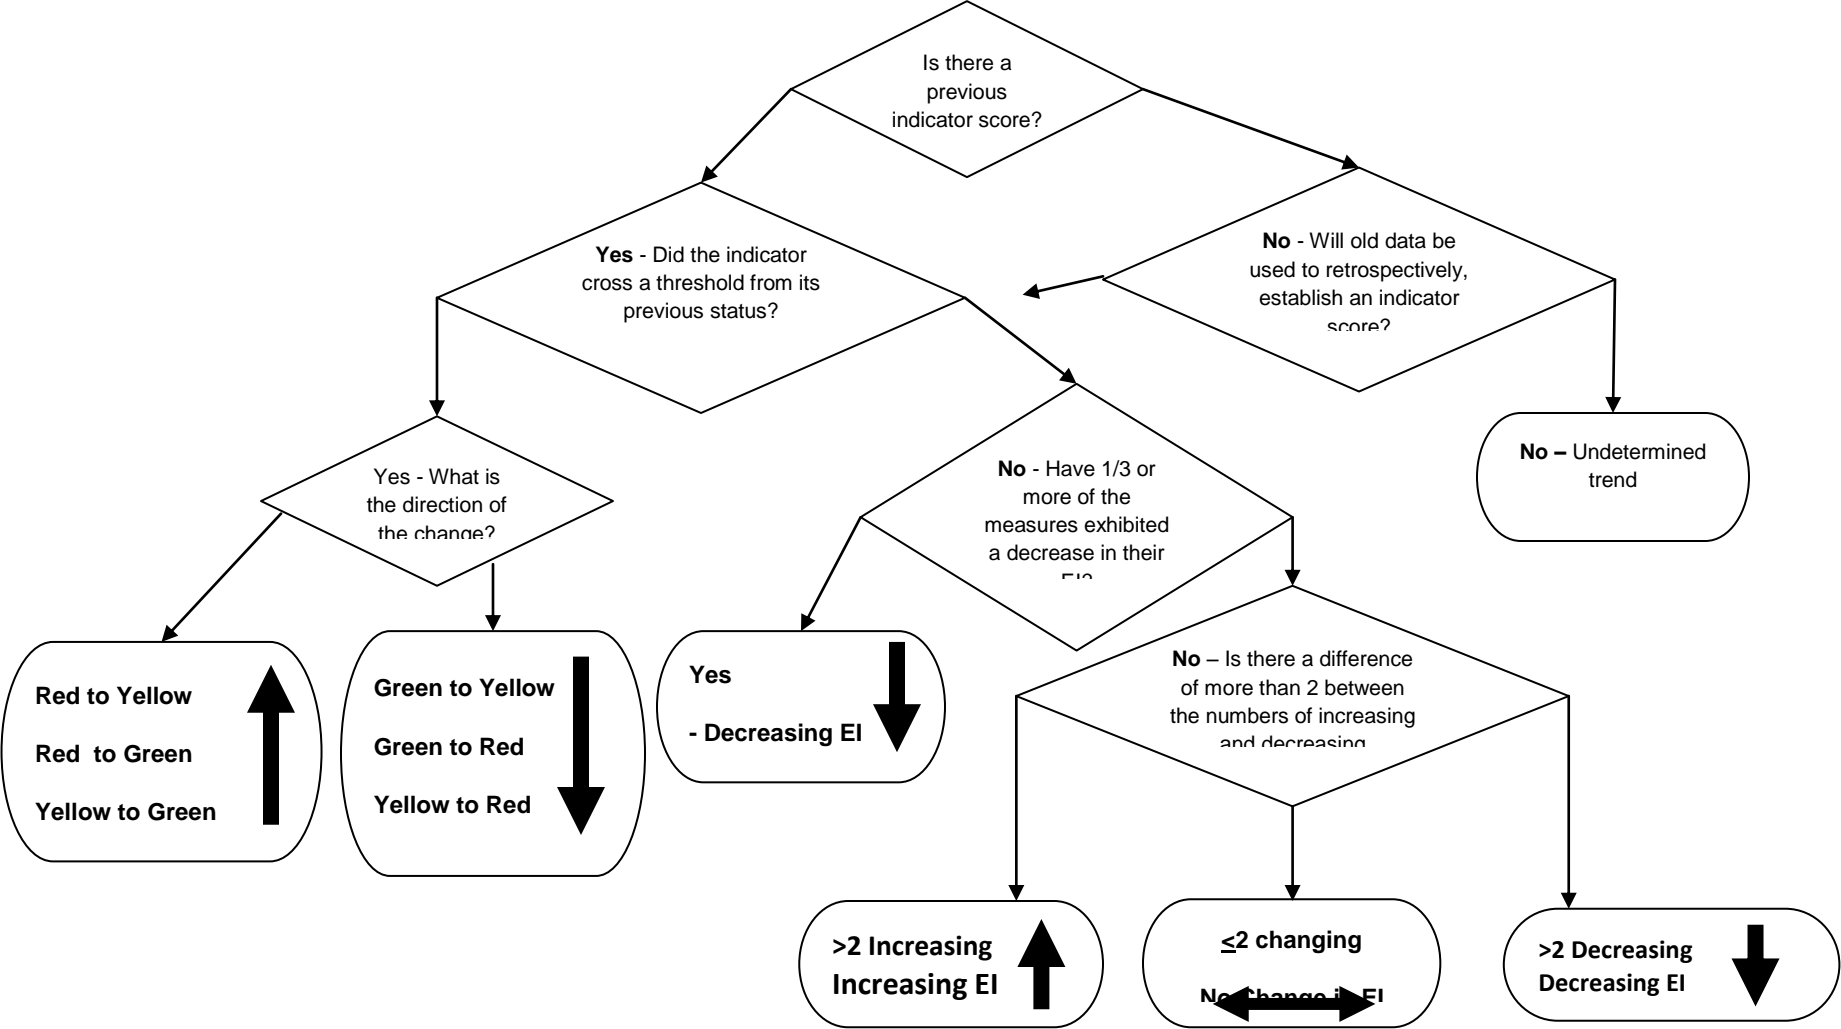 Is there a
previous
indicator score?
Yes - Did the indicator
cross a threshold from its
previous status?
No - Will old data be
used to retrospectively,
establish an indicator
score?
Yes - What is
the direction of
the change?
No - Have 1/3 or
more of the
measures exhibited
a decrease in their
EI?
No – Undetermined
trend
Red to Yellow
Red  to Green
Yellow to Green
Green to Yellow
Green to Red
Yellow to Red
Yes
- Decreasing EI
No – Is there a difference
of more than 2 between
the numbers of increasing
and decreasing
>2 Increasing
Increasing EI
≤2 changing
No Change in EI
>2 Decreasing
Decreasing EI